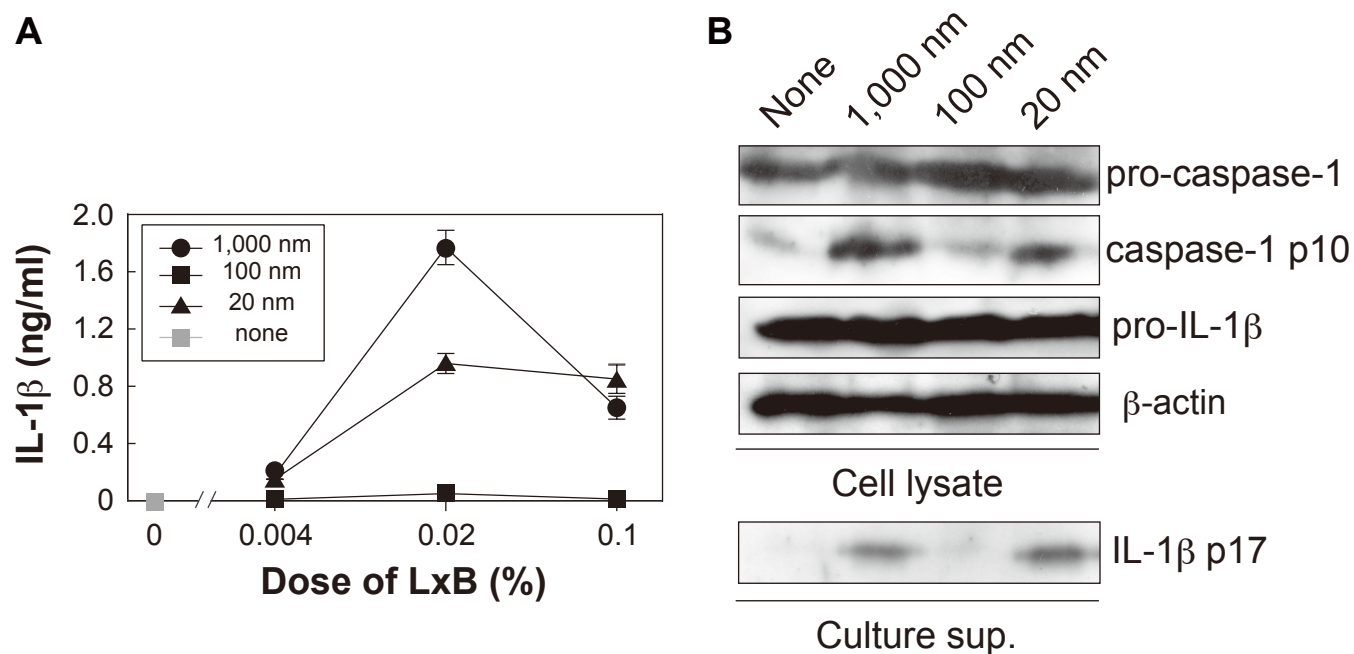 A
IL-1β (ng/ml)
2.0
1.6
1.2
0.8
0.4
0
1,000 nm
100 nm
20 nm
none
0
0.004
0.02
0.1
Dose of LxB (%)
B
None
1,000 nm
100 nm
20 nm
pro-caspase-1
caspase-1 p10
pro-IL-1β
β-actin
Cell lysate
IL-1β p17
Culture sup.